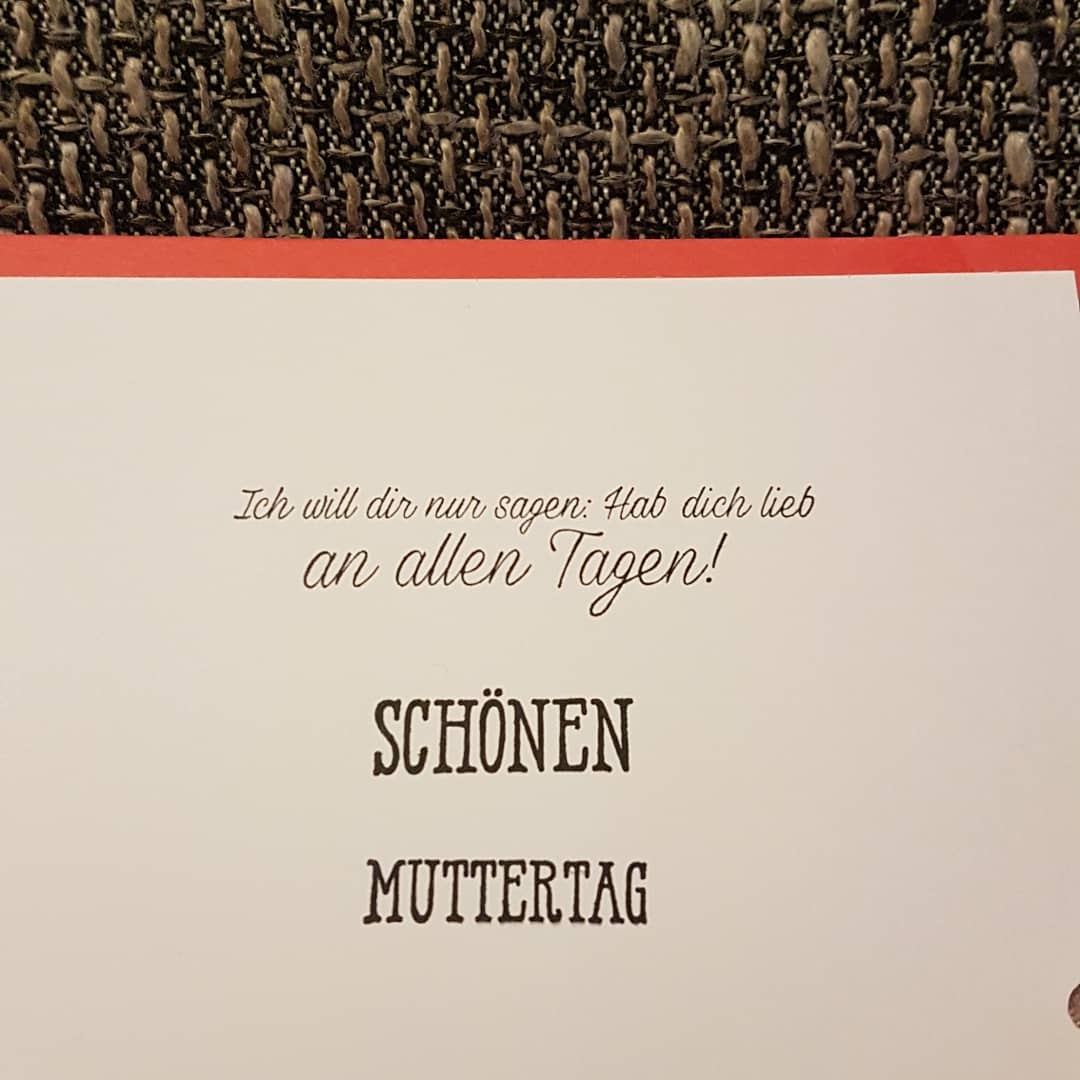 Ich will dir nur sagen: Hab dich lieb
an allen Tagen!
SCHÖNEN
MUTTERTAG